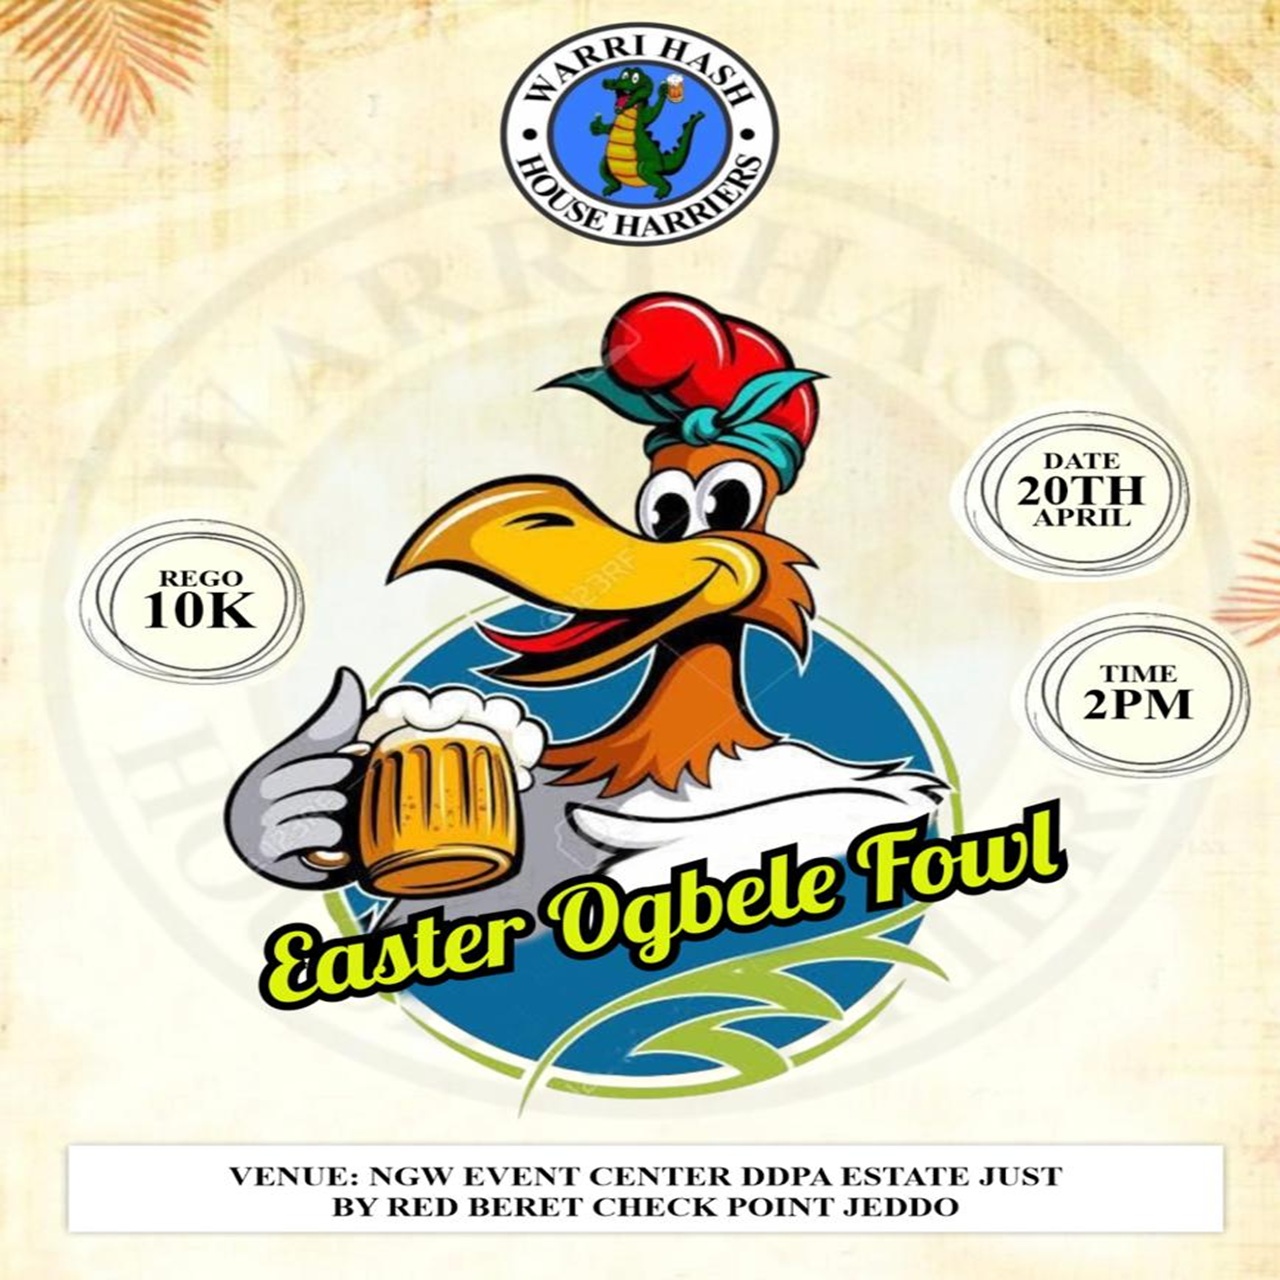 WARRI HASH
HOUSE HARRIERS
DATE
20TH
APRIL
REGO
10K
TIME
2PM
123RF
Easter Ogbele Fowl
VENUE: NGW EVENT CENTER DDPA ESTATE JUST
BY RED BERET CHECK POINT JEDDO